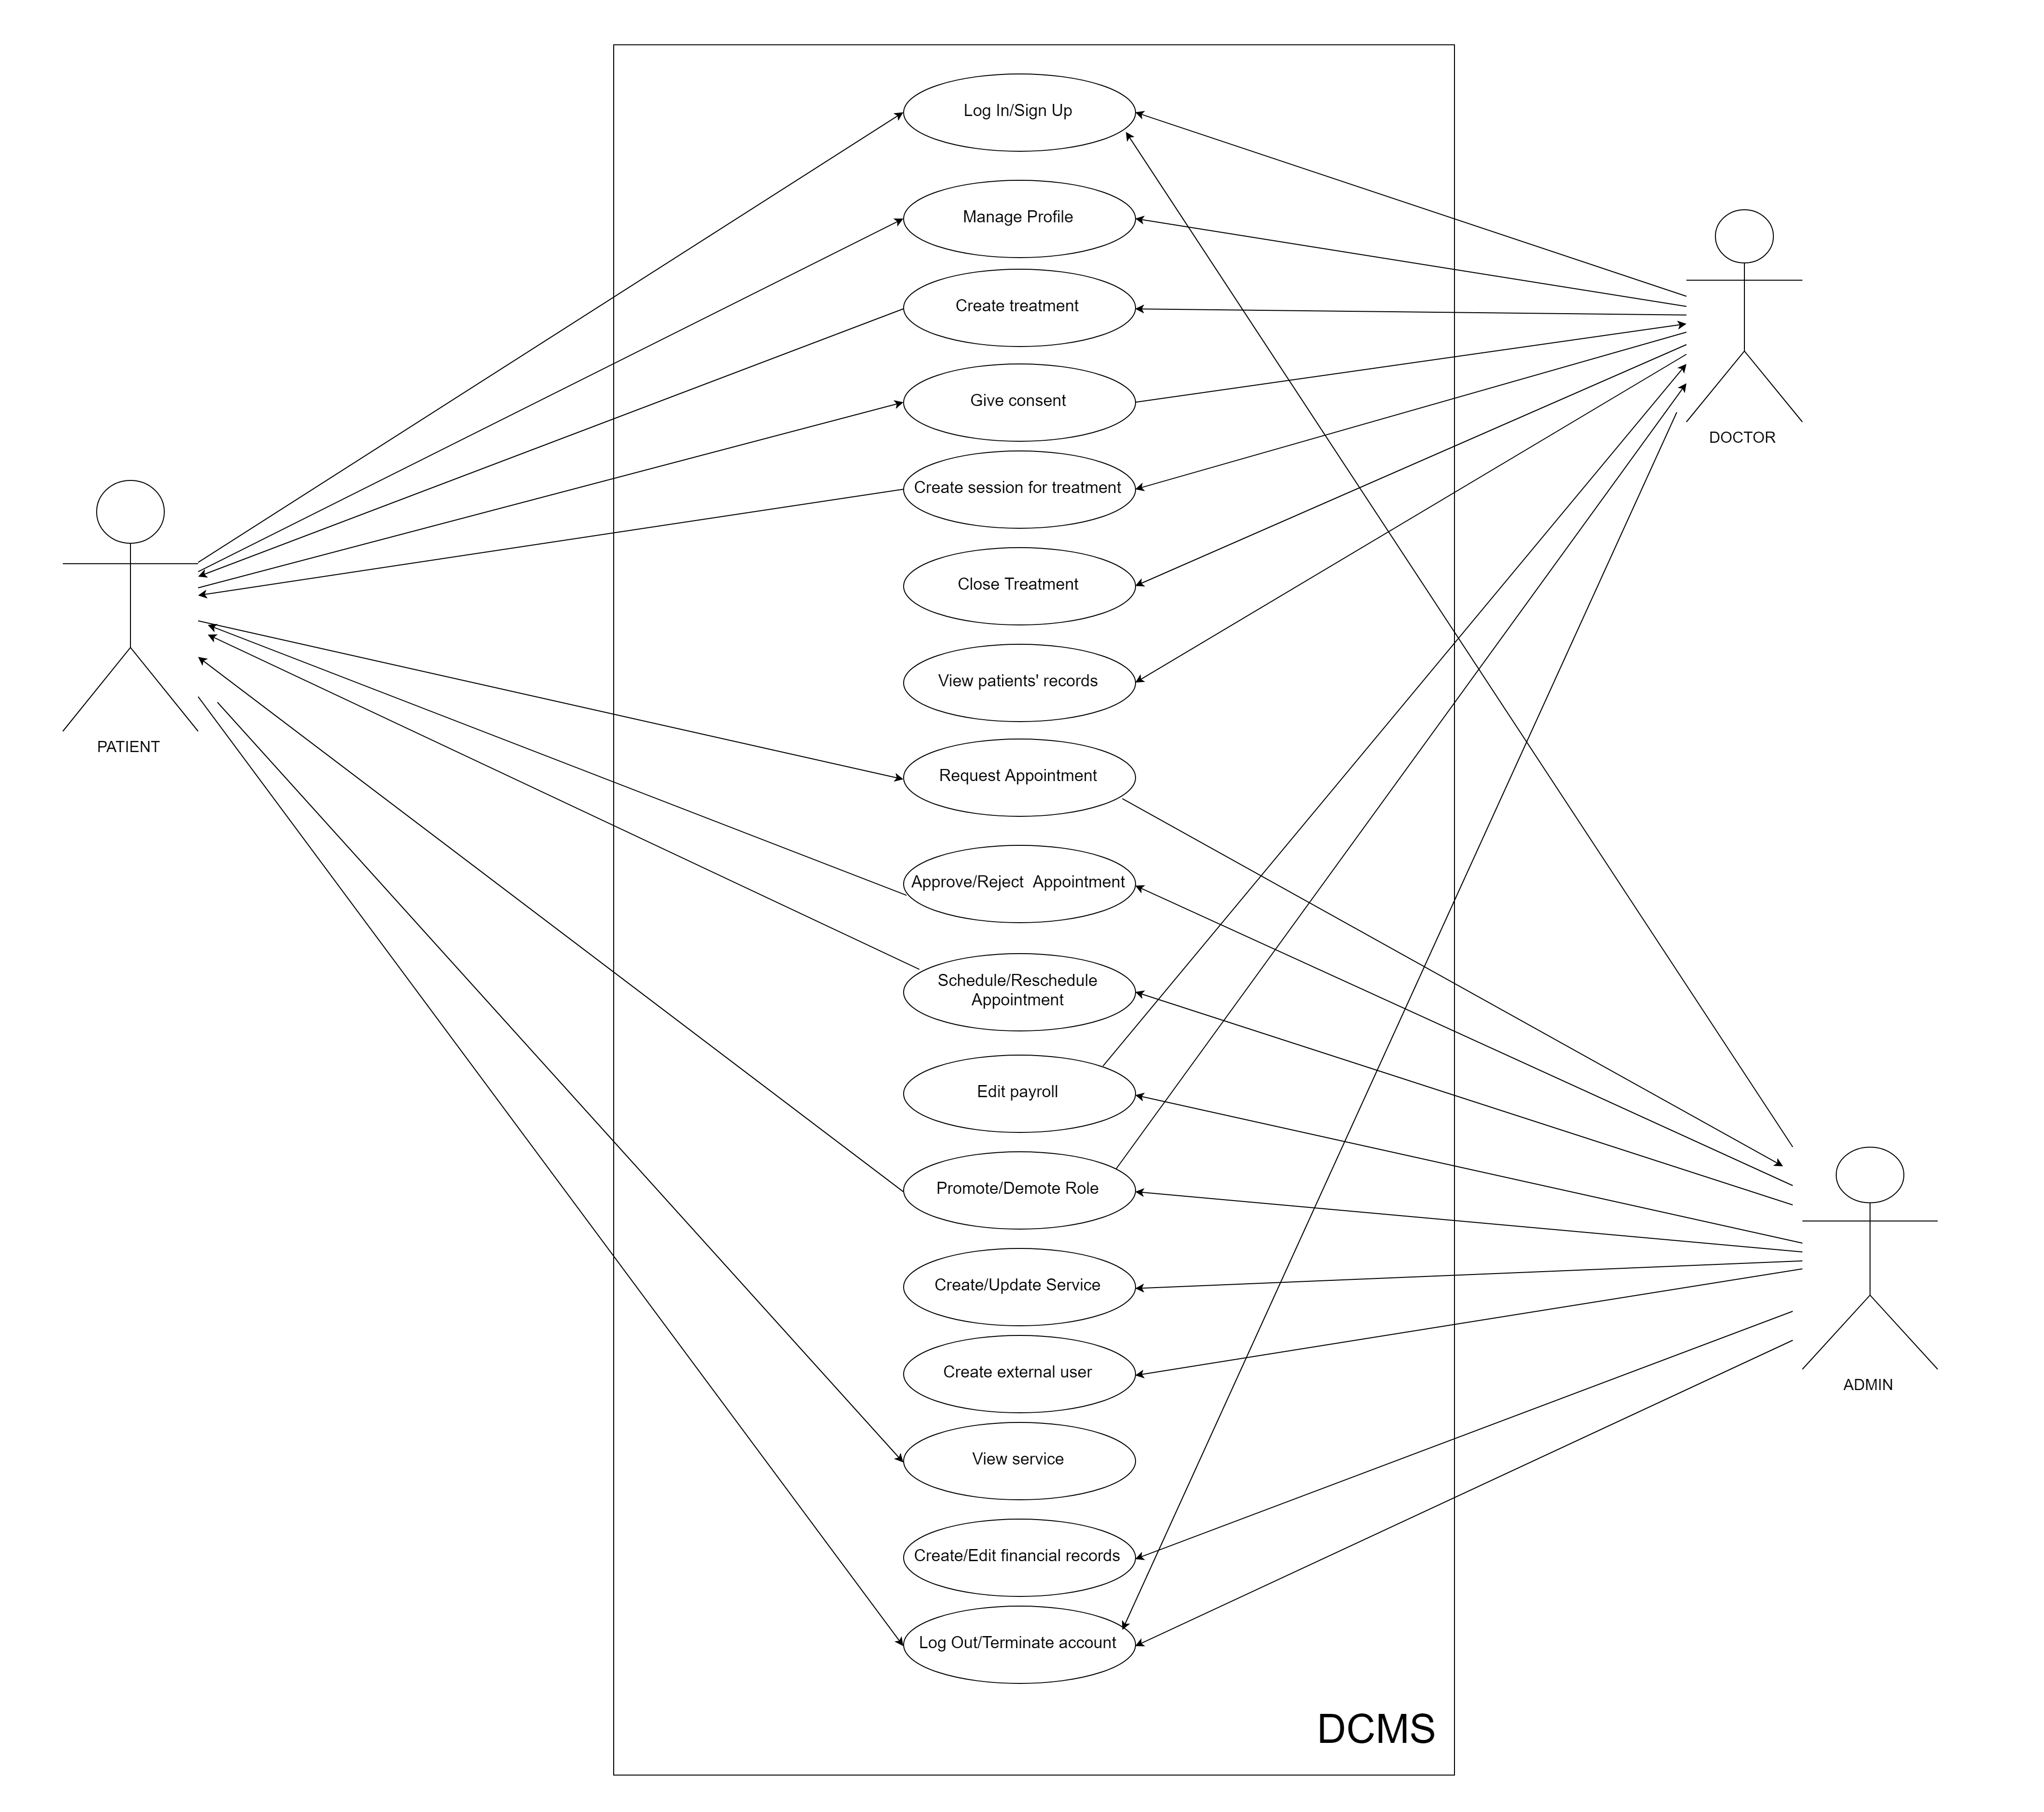 Log In/Sign Up
Manage Profile
Create treatment
Give consent
DOCTOR
Create session for treatment
Close Treatment
View patients' records
PATIENT
Request Appointment
Approve/Reject  Appointment
Schedule/Reschedule
Appointment
Edit payroll
Promote/Demote Role
Create/Update Service
Create external user
ADMIN
View service
Create/Edit financial records
Log Out/Terminate account
DCMS